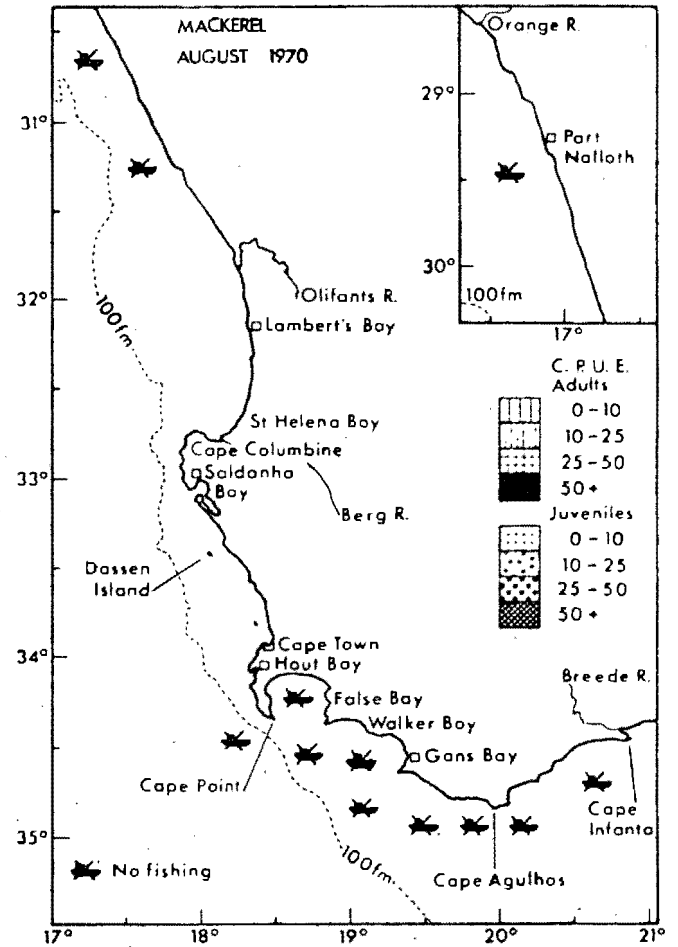 MACKEREL
AUGUST 1970
Orange R.
29°
Part
Nalloth
30°
100fm
17°
31°
Olifants R.
32°
100fm
Lambert's Bay
C. P. U. E.
Adults
0-10
10-25
25-50
50+
Juveniles
0-10
10-25
25-50
50+
St Helena Bay
Cape Columbine
33°
Saldanha
Bay
Berg R.
Dassen
Island
Cape Town
34°
Hout Bay
Breede R.
False Bay
Walker Bay
Gans Bay
Cape Point
Cape
Infanta
35°
100fm
No fishing
Cape Agulhas
17°
18°
19°
20°
21°